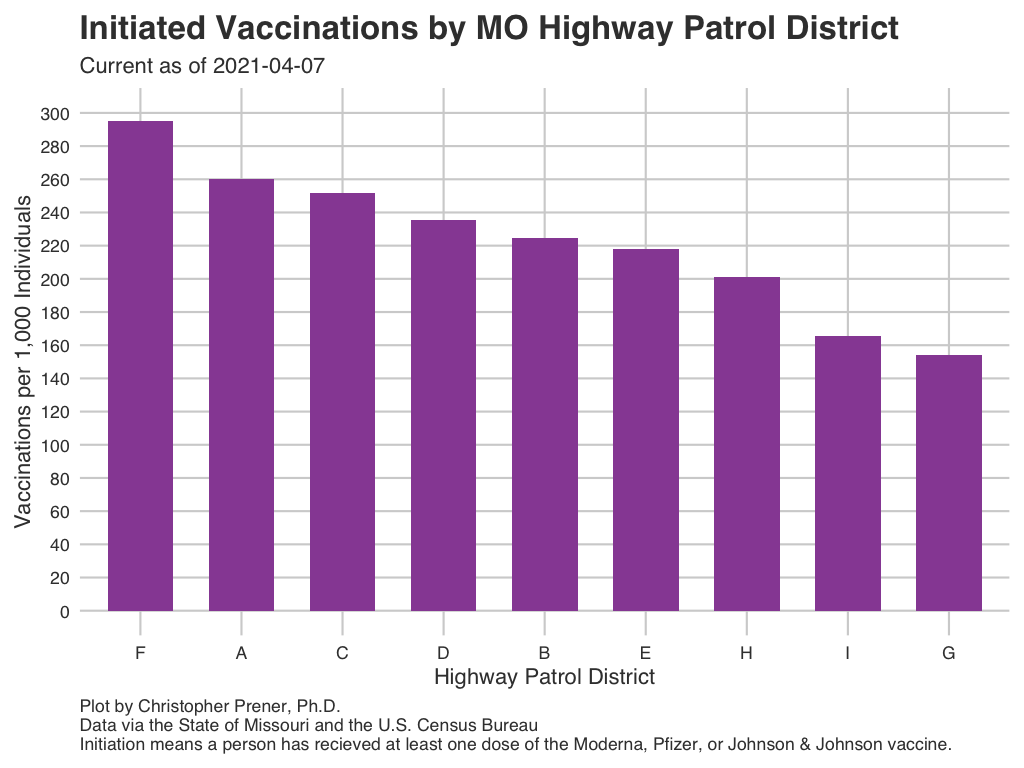 Initiated Vaccinations by MO Highway Patrol District
Current as of 2021-04-07
Vaccinations per 1,000 Individuals
300
280
260
240
220
200
180
160
140
120
100
80
60
40
20
0
F A C D B E H I G
Highway Patrol District
Plot by Christopher Prener, Ph.D.
Data via the State of Missouri and the U.S. Census Bureau
Initiation means a person has recieved at least one dose of the Moderna, Pfizer, or Johnson & Johnson vaccine.